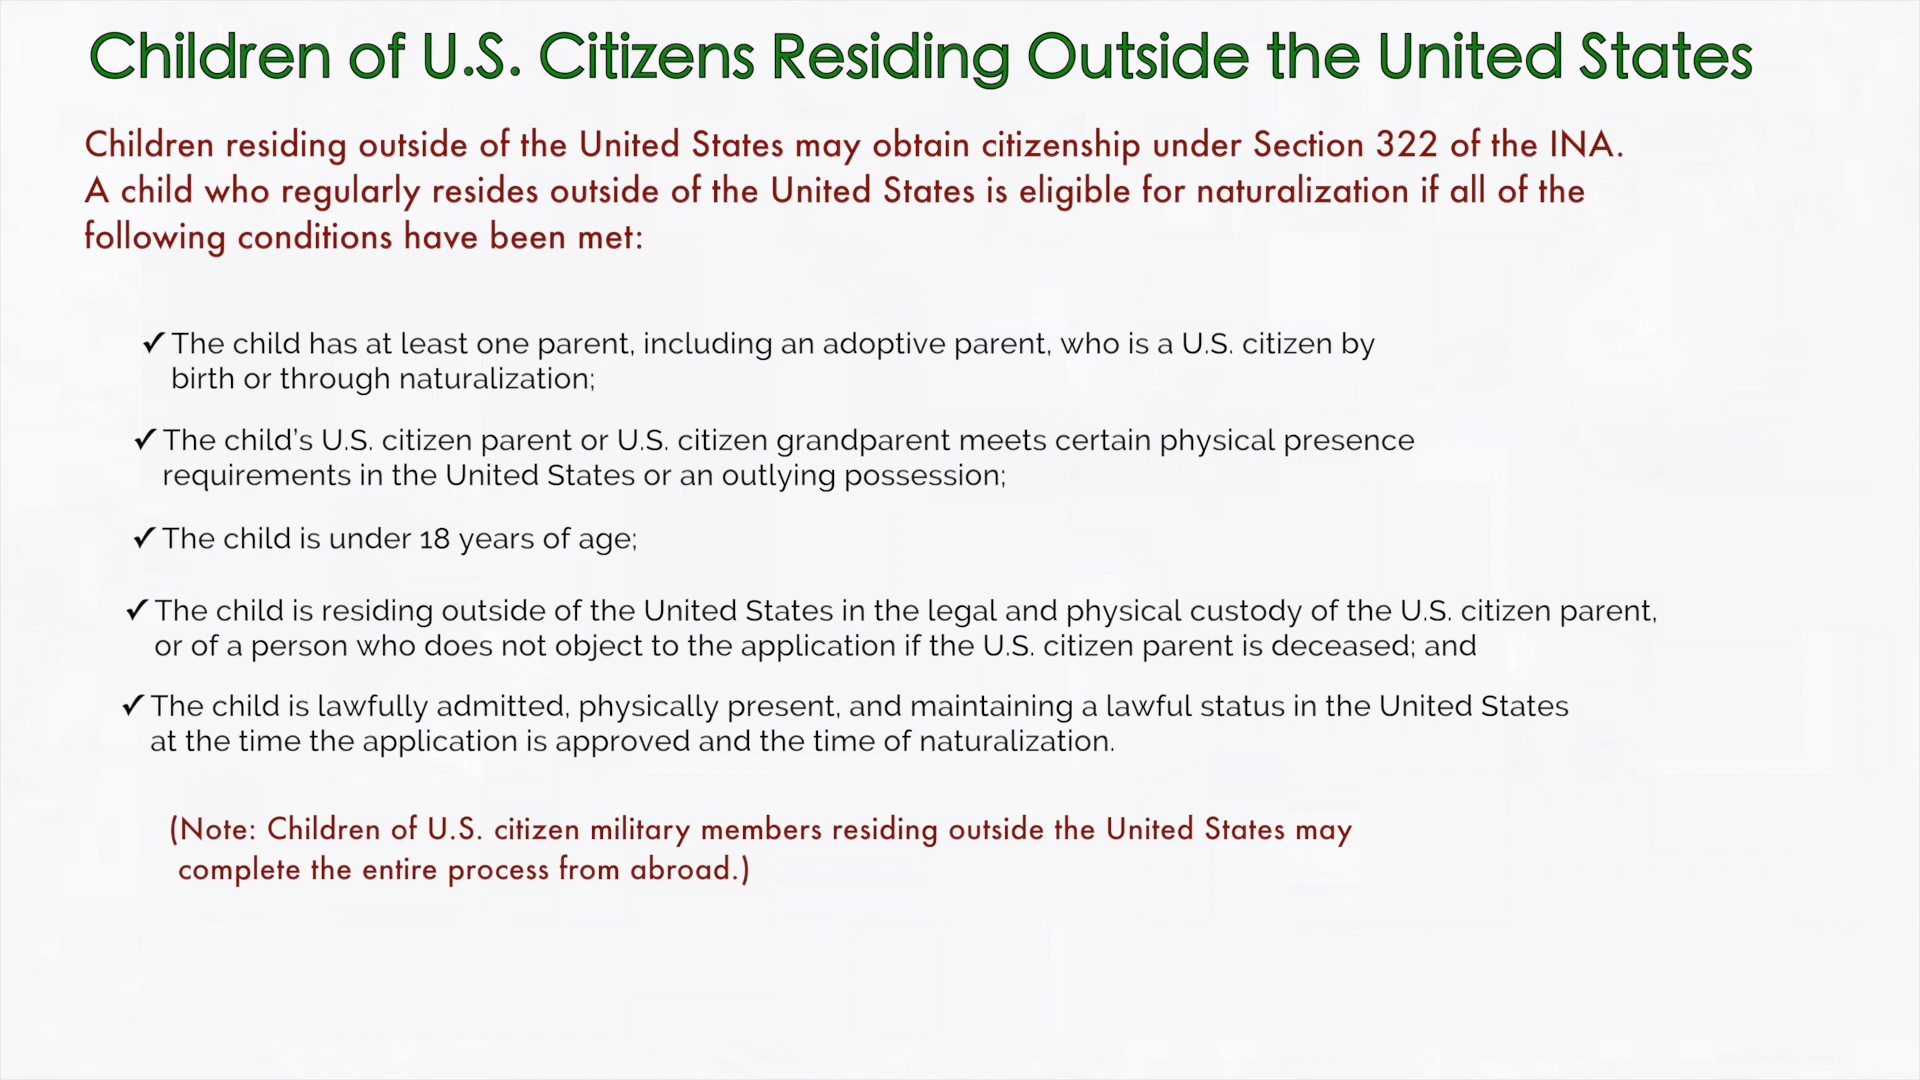 Children of U.S. Citizens Residing Outside the United States
Children residing outside of the United States may obtain citizenship under Section 322 of the INA.
A child who regularly resides outside of the United States is eligible for naturalization if all of the
following conditions have been met:
✓ The child has at least one parent, including an adoptive parent, who is a U.S. citizen by
birth or through naturalization;
✓ The child’s U.S. citizen parent or U.S. citizen grandparent meets certain physical presence
requirements in the United States or an outlying possession;
✓ The child is under 18 years of age;
✓ The child is residing outside of the United States in the legal and physical custody of the U.S. citizen parent,
or of a person who does not object to the application if the U.S. citizen parent is deceased; and
✓ The child is lawfully admitted, physically present, and maintaining a lawful status in the United States
at the time the application is approved and the time of naturalization.
(Note: Children of U.S. citizen military members residing outside the United States may
complete the entire process from abroad.)